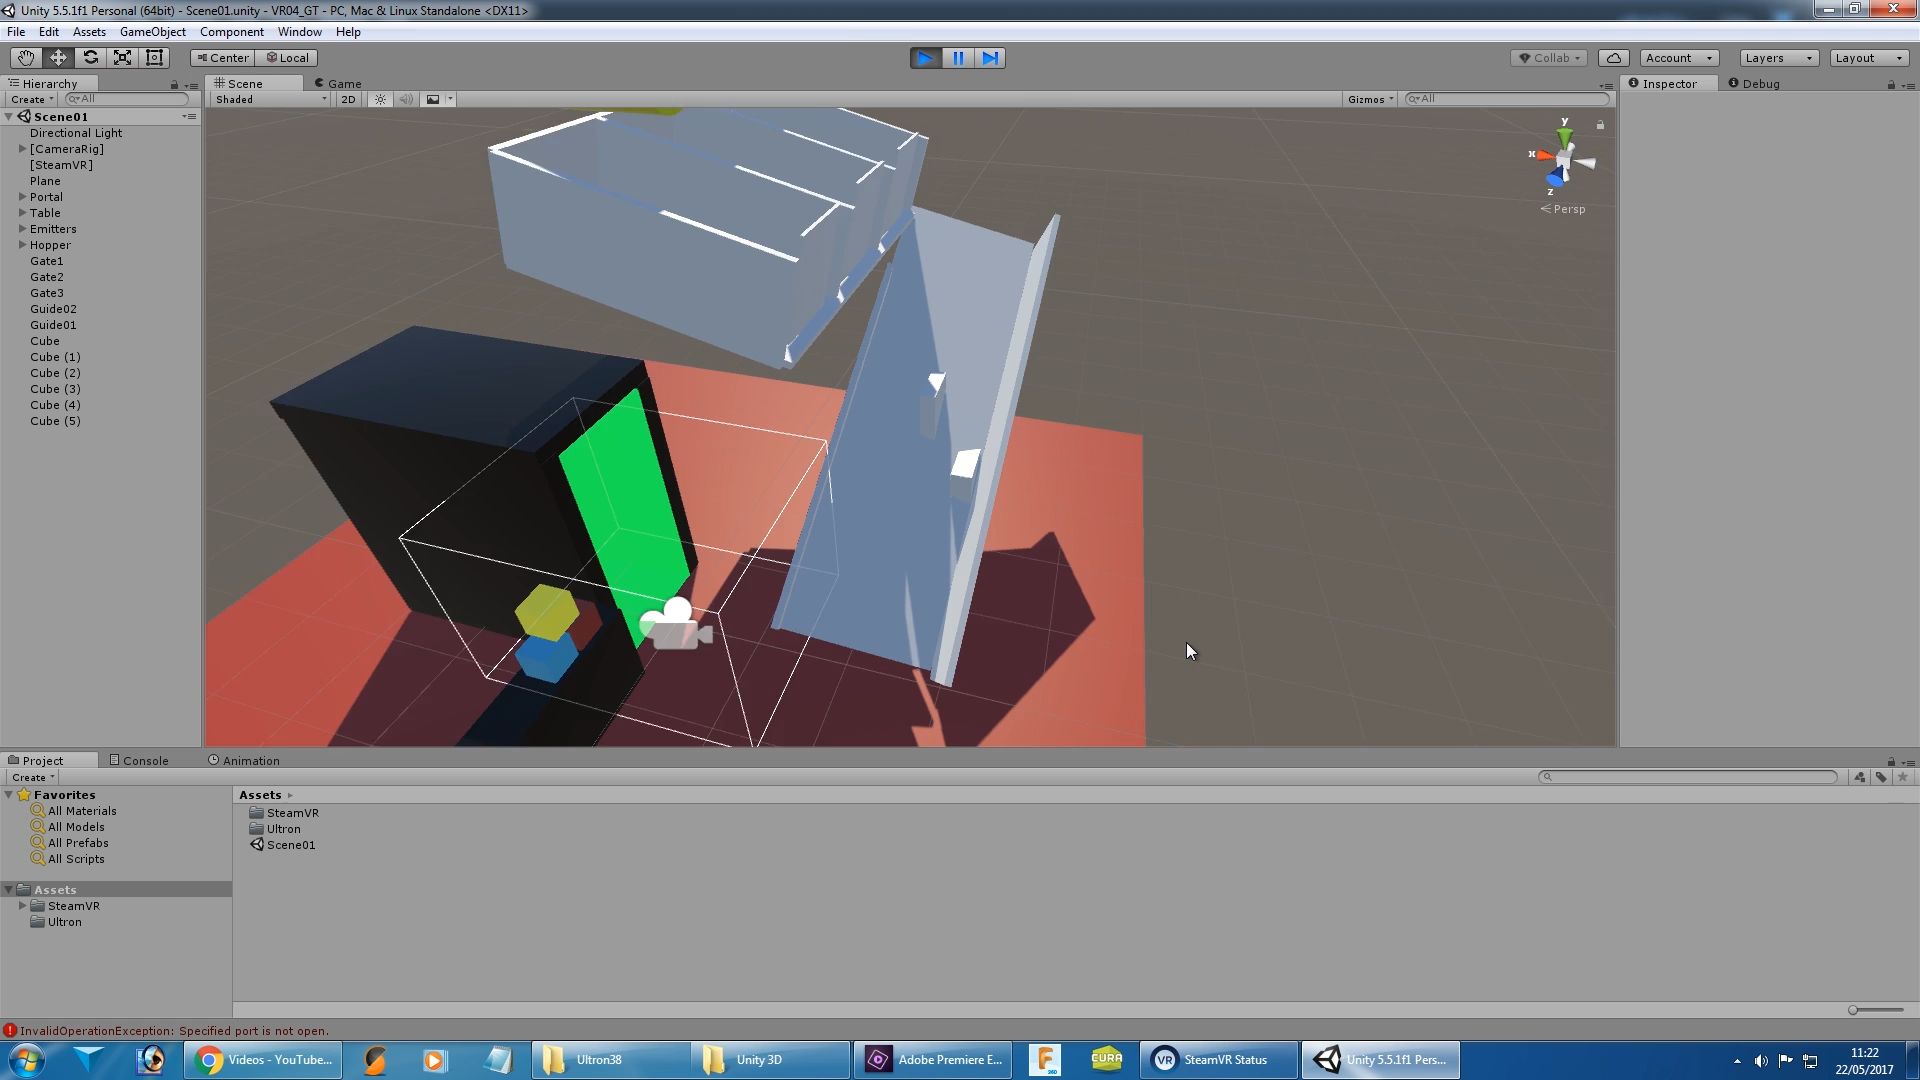 Unity 5.5.1f1 Personal (64bit) - Scene01.unity - VR04_GT - PC, Mac & Linux Standalone <DX11>
File Edit Assets GameObject Component Window Help
Center Local Collab Account Layers Layout
Hierarchy Scene Game Inspector Debug
Create All Shaded 2D Gizmos All
Scene01
Directional Light
[CameraRig]
[SteamVR]
Plane
Portal
Table
Emitters
Hopper
Gate1
Gate2
Gate3
Guide02
Guide01
Cube
Cube (1)
Cube (2)
Cube (3)
Cube (4)
Cube (5)
y
x
z
Persp
Project Console Animation
Create
Favorites
All Materials
All Models
All Prefabs
All Scripts
Assets
SteamVR
Ultron
Assets
SteamVR
Ultron
Scene01
InvalidOperationException: Specified port is not open.
Videos - YouTube... Ultron38 Unity 3D Adobe Premiere E... F 360 CURA VR SteamVR Status Unity 5.5.1f1 Pers...
11:22
22/05/2017